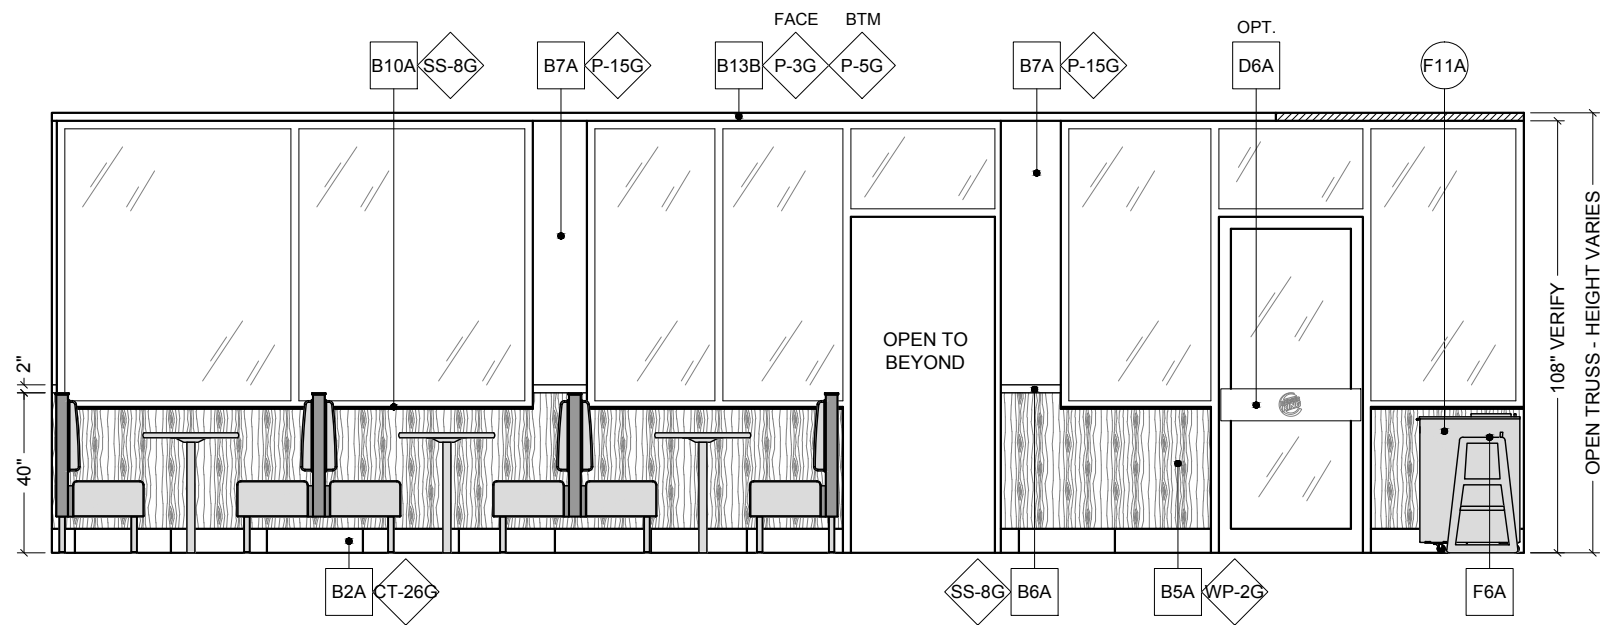 FACE BTM
OPT.
B10A SS-8G B7A P-15G B13B P-3G P-5G B7A P-15G D6A F11A
OPEN TO
BEYOND
2"
40"
108" VERIFY
OPEN TRUSS - HEIGHT VARIES
B2A CT-26G SS-8G B6A B5A WP-2G F6A